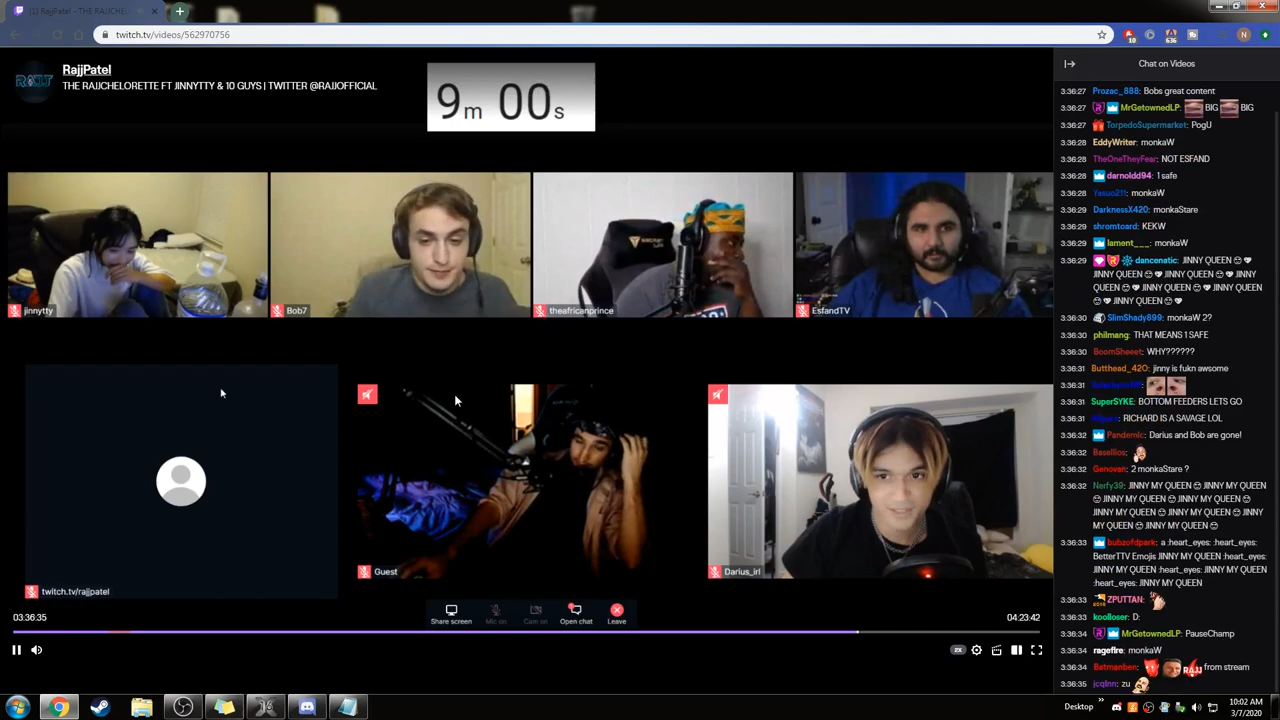 (1) RajjPatel - THE RAJJCHELORETTE
twitch.tv/videos/562970756
RajjPatel
THE RAJJCHELORETTE FT JINNYTTY & 10 GUYS | TWITTER @RAJJOFFICIAL
9m 00s
jinnytty
Bob7
theafricanprince
EsfandTV
twitch.tv/rajjpatel
Guest
Darius_irl
Share screen
Mic on
Cam on
Open chat
Leave
03:36:35
04:23:42
2X
Chat on Videos
3:36:27 Prozac_888: Bobs great content
3:36:27 MrGetownedLP: BIG BIG
3:36:27 TorpedoSupermarket: PogU
3:36:28 EddyWriter: monkaW
3:36:28 TheOneTheyFear: NOT ESFAND
3:36:28 darnoldd94: 1 safe
3:36:28 Yasuo211: monkaW
3:36:29 DarknessX420: monkaStare
3:36:29 shromtoard: KEKW
3:36:29 lament___: monkaW
3:36:29 dancenatic: JINNY QUEEN 😍 💖
JINNY QUEEN 😍 💖 JINNY QUEEN 😍 💖 JINNY
QUEEN 😍 💖 JINNY QUEEN 😍 💖 JINNY QUEEN
😍 💖 JINNY QUEEN 😍 💖
3:36:30 SlimShady899: monkaW 2?
3:36:30 philmang: THAT MEANS 1 SAFE
3:36:30 BoomSheeet: WHY??????
3:36:30 Butthead_420: jinny is fukn awsome
3:36:31
3:36:31 SuperSYKE: BOTTOM FEEDERS LETS GO
3:36:31 RICHARD IS A SAVAGE LOL
3:36:32 Pandemic: Darius and Bob are gone!
3:36:32 Basellios:
3:36:32 Genovan: 2 monkaStare ?
3:36:32 Nerfy39: JINNY MY QUEEN 😍 JINNY MY QUEEN
😍 JINNY MY QUEEN 😍 JINNY MY QUEEN 😍 JINNY
MY QUEEN 😍 JINNY MY QUEEN 😍 JINNY MY
QUEEN 😍 JINNY MY QUEEN 😍
3:36:33 bubzofdpark: a :heart_eyes: :heart_eyes:
BetterTTV Emojis JINNY MY QUEEN :heart_eyes:
JINNY MY QUEEN :heart_eyes: JINNY MY QUEEN
:heart_eyes: JINNY MY QUEEN
3:36:33 ZPUTTAN:
3:36:33 koolloser: D:
3:36:34 MrGetownedLP: PauseChamp
3:36:34 ragefire: monkaW
3:36:34 Batmanben: RAJJ from stream
3:36:35 jcqlnn: zu
Desktop
10:02 AM
3/7/2020